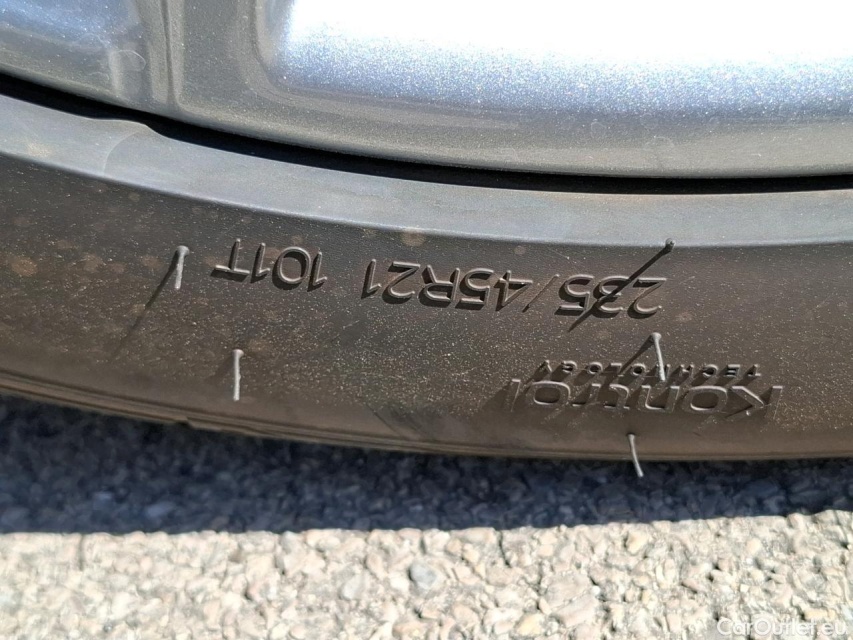 235/45R21 101T
Kontrol
TECHNOLOGY
CarOutlet.eu